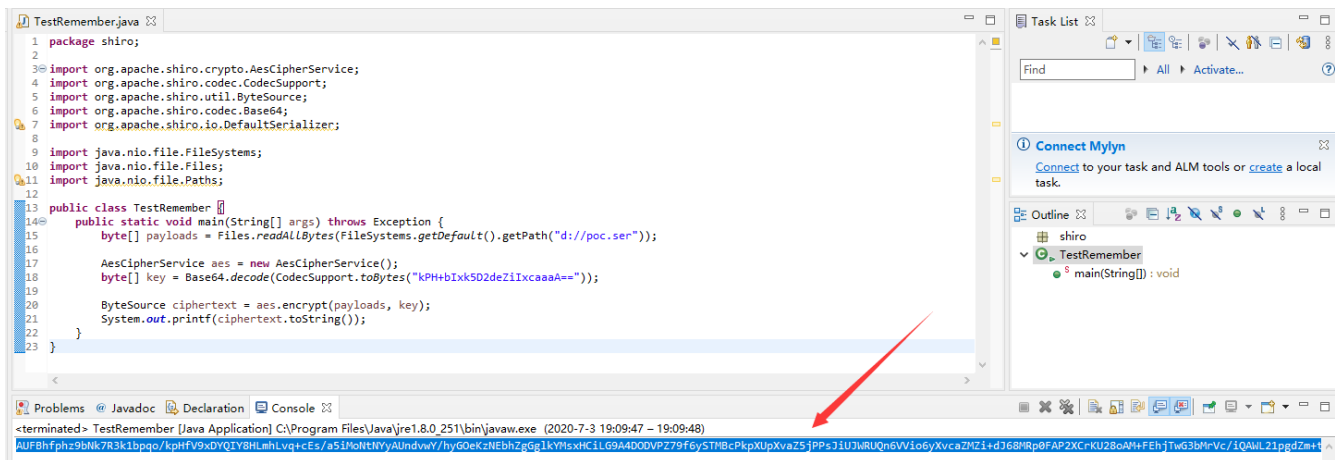 TestRemember.java
1 package shiro;
2
3 import org.apache.shiro.crypto.AesCipherService;
4 import org.apache.shiro.codec.CodecSupport;
5 import org.apache.shiro.util.ByteSource;
6 import org.apache.shiro.codec.Base64;
7 import org.apache.shiro.io.DefaultSerializer;
8
9 import java.nio.file.FileSystems;
10 import java.nio.file.Files;
11 import java.nio.file.Paths;
12
13 public class TestRemember {
14 public static void main(String[] args) throws Exception {
15 byte[] payloads = Files.readAllBytes(FileSystems.getDefault().getPath("d://poc.ser"));
16
17 AesCipherService aes = new AesCipherService();
18 byte[] key = Base64.decode(CodecSupport.toBytes("kPH+bIxk5D2deZiIxcaaaA=="));
19
20 ByteSource ciphertext = aes.encrypt(payloads, key);
21 System.out.printf(ciphertext.toString());
22 }
23 }
Task List
Find
All
Activate...
Connect Mylyn
Connect to your task and ALM tools or create a local
task.
Outline
shiro
TestRemember
main(String[]) : void
Problems @ Javadoc Declaration Console
<terminated> TestRemember [Java Application] C:\Program Files\Java\jre1.8.0_251\bin\javaw.exe (2020-7-3 19:09:47 – 19:09:48)